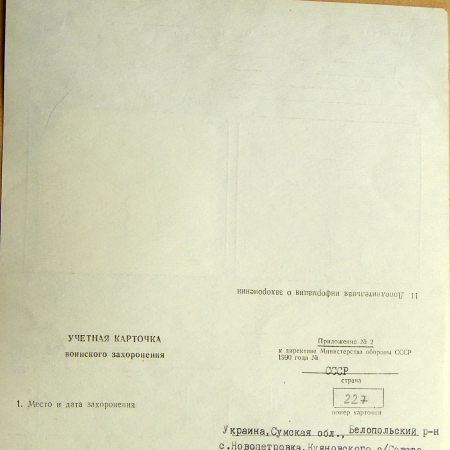 11. Дополнительная информация о захоронении
УЧЕТНАЯ КАРТОЧКА
воинского захоронения
Приложение № 2
к директиве Министерства обороны СССР
1990 года №
СССР
страна
227
номер карточки
1. Место и дата захоронения
Украина,Сумская обл., Белопольский р-н
с.Новопетровка,Куяновского с/Совета